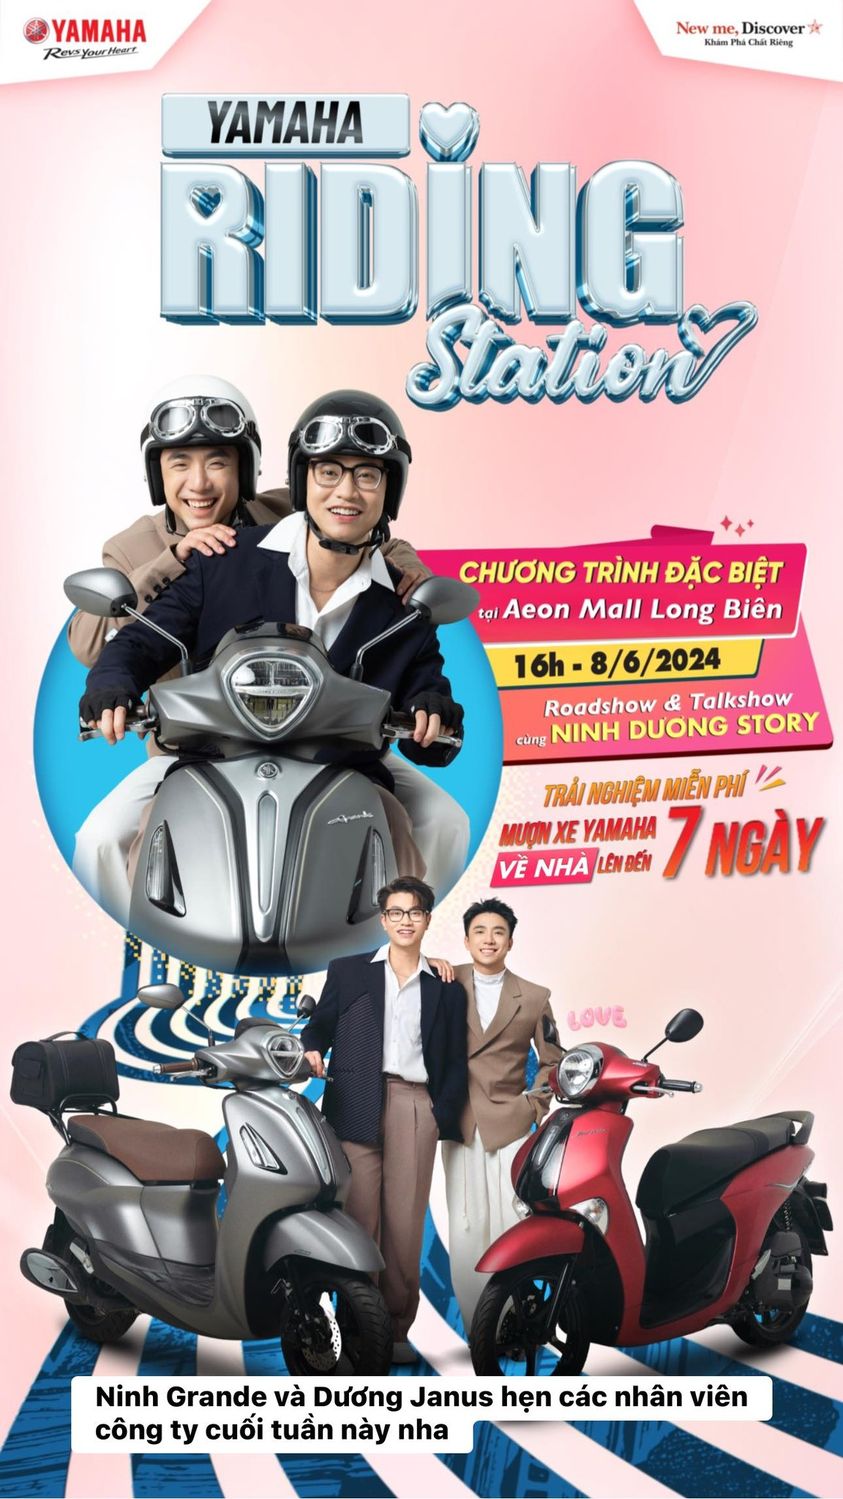 YAMAHA
Revs Your Heart
New me, Discover
Khám Phá Chất Riêng
YAMAHA
RIDING
Station
CHƯƠNG TRÌNH ĐẶC BIỆT
tại Aeon Mall Long Biên
16h - 8/6/2024
Roadshow & Talkshow
cùng NINH DƯƠNG STORY
TRẢI NGHIỆM MIỄN PHÍ
MƯỢN XE YAMAHA
VỀ NHÀ LÊN ĐẾN 7 NGÀY
Grande
LOVE
Ninh Grande và Dương Janus hẹn các nhân viên
công ty cuối tuần này nha